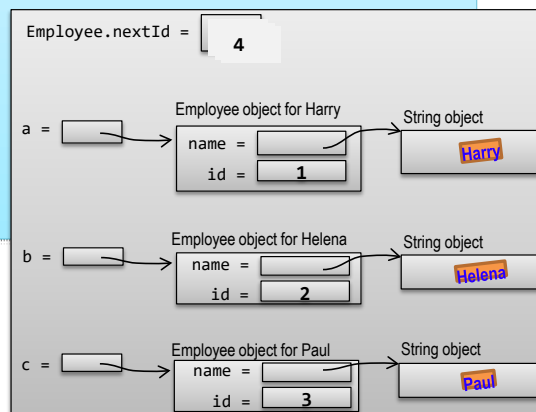 Employee.nextId = 4
Employee object for Harry
String object
a =
name =
Harry
id = 1
Employee object for Helena
String object
b =
name =
Helena
id = 2
Employee object for Paul
String object
c =
name =
Paul
id = 3